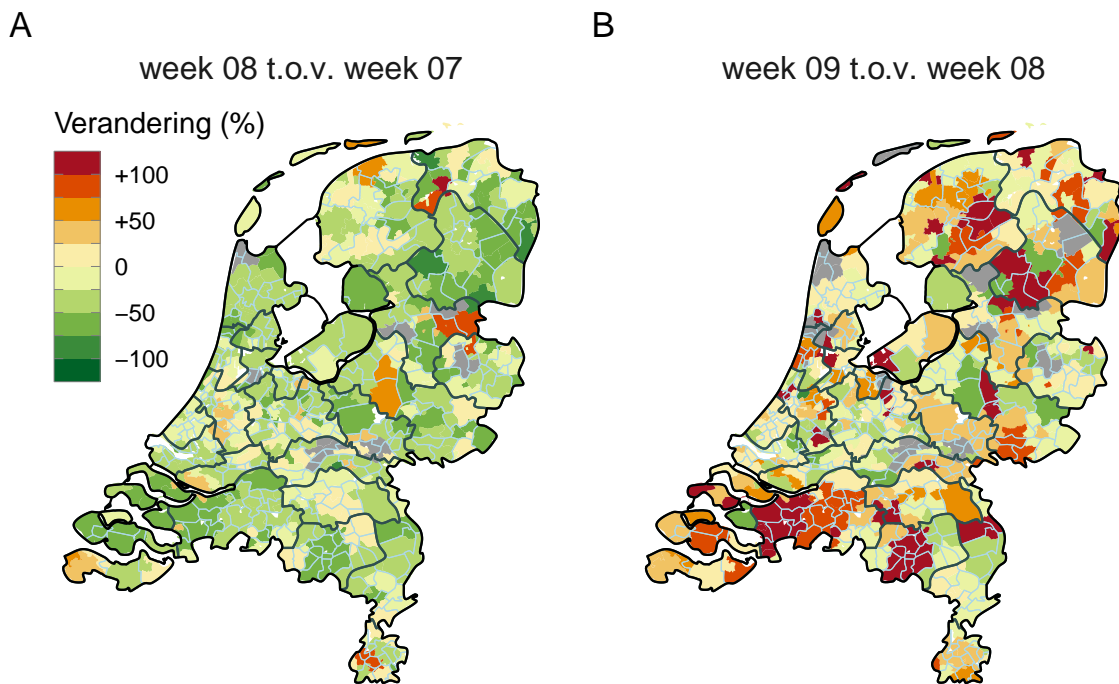 A
B
week 08 t.o.v. week 07
week 09 t.o.v. week 08
Verandering (%)
+100
+50
0
−50
−100